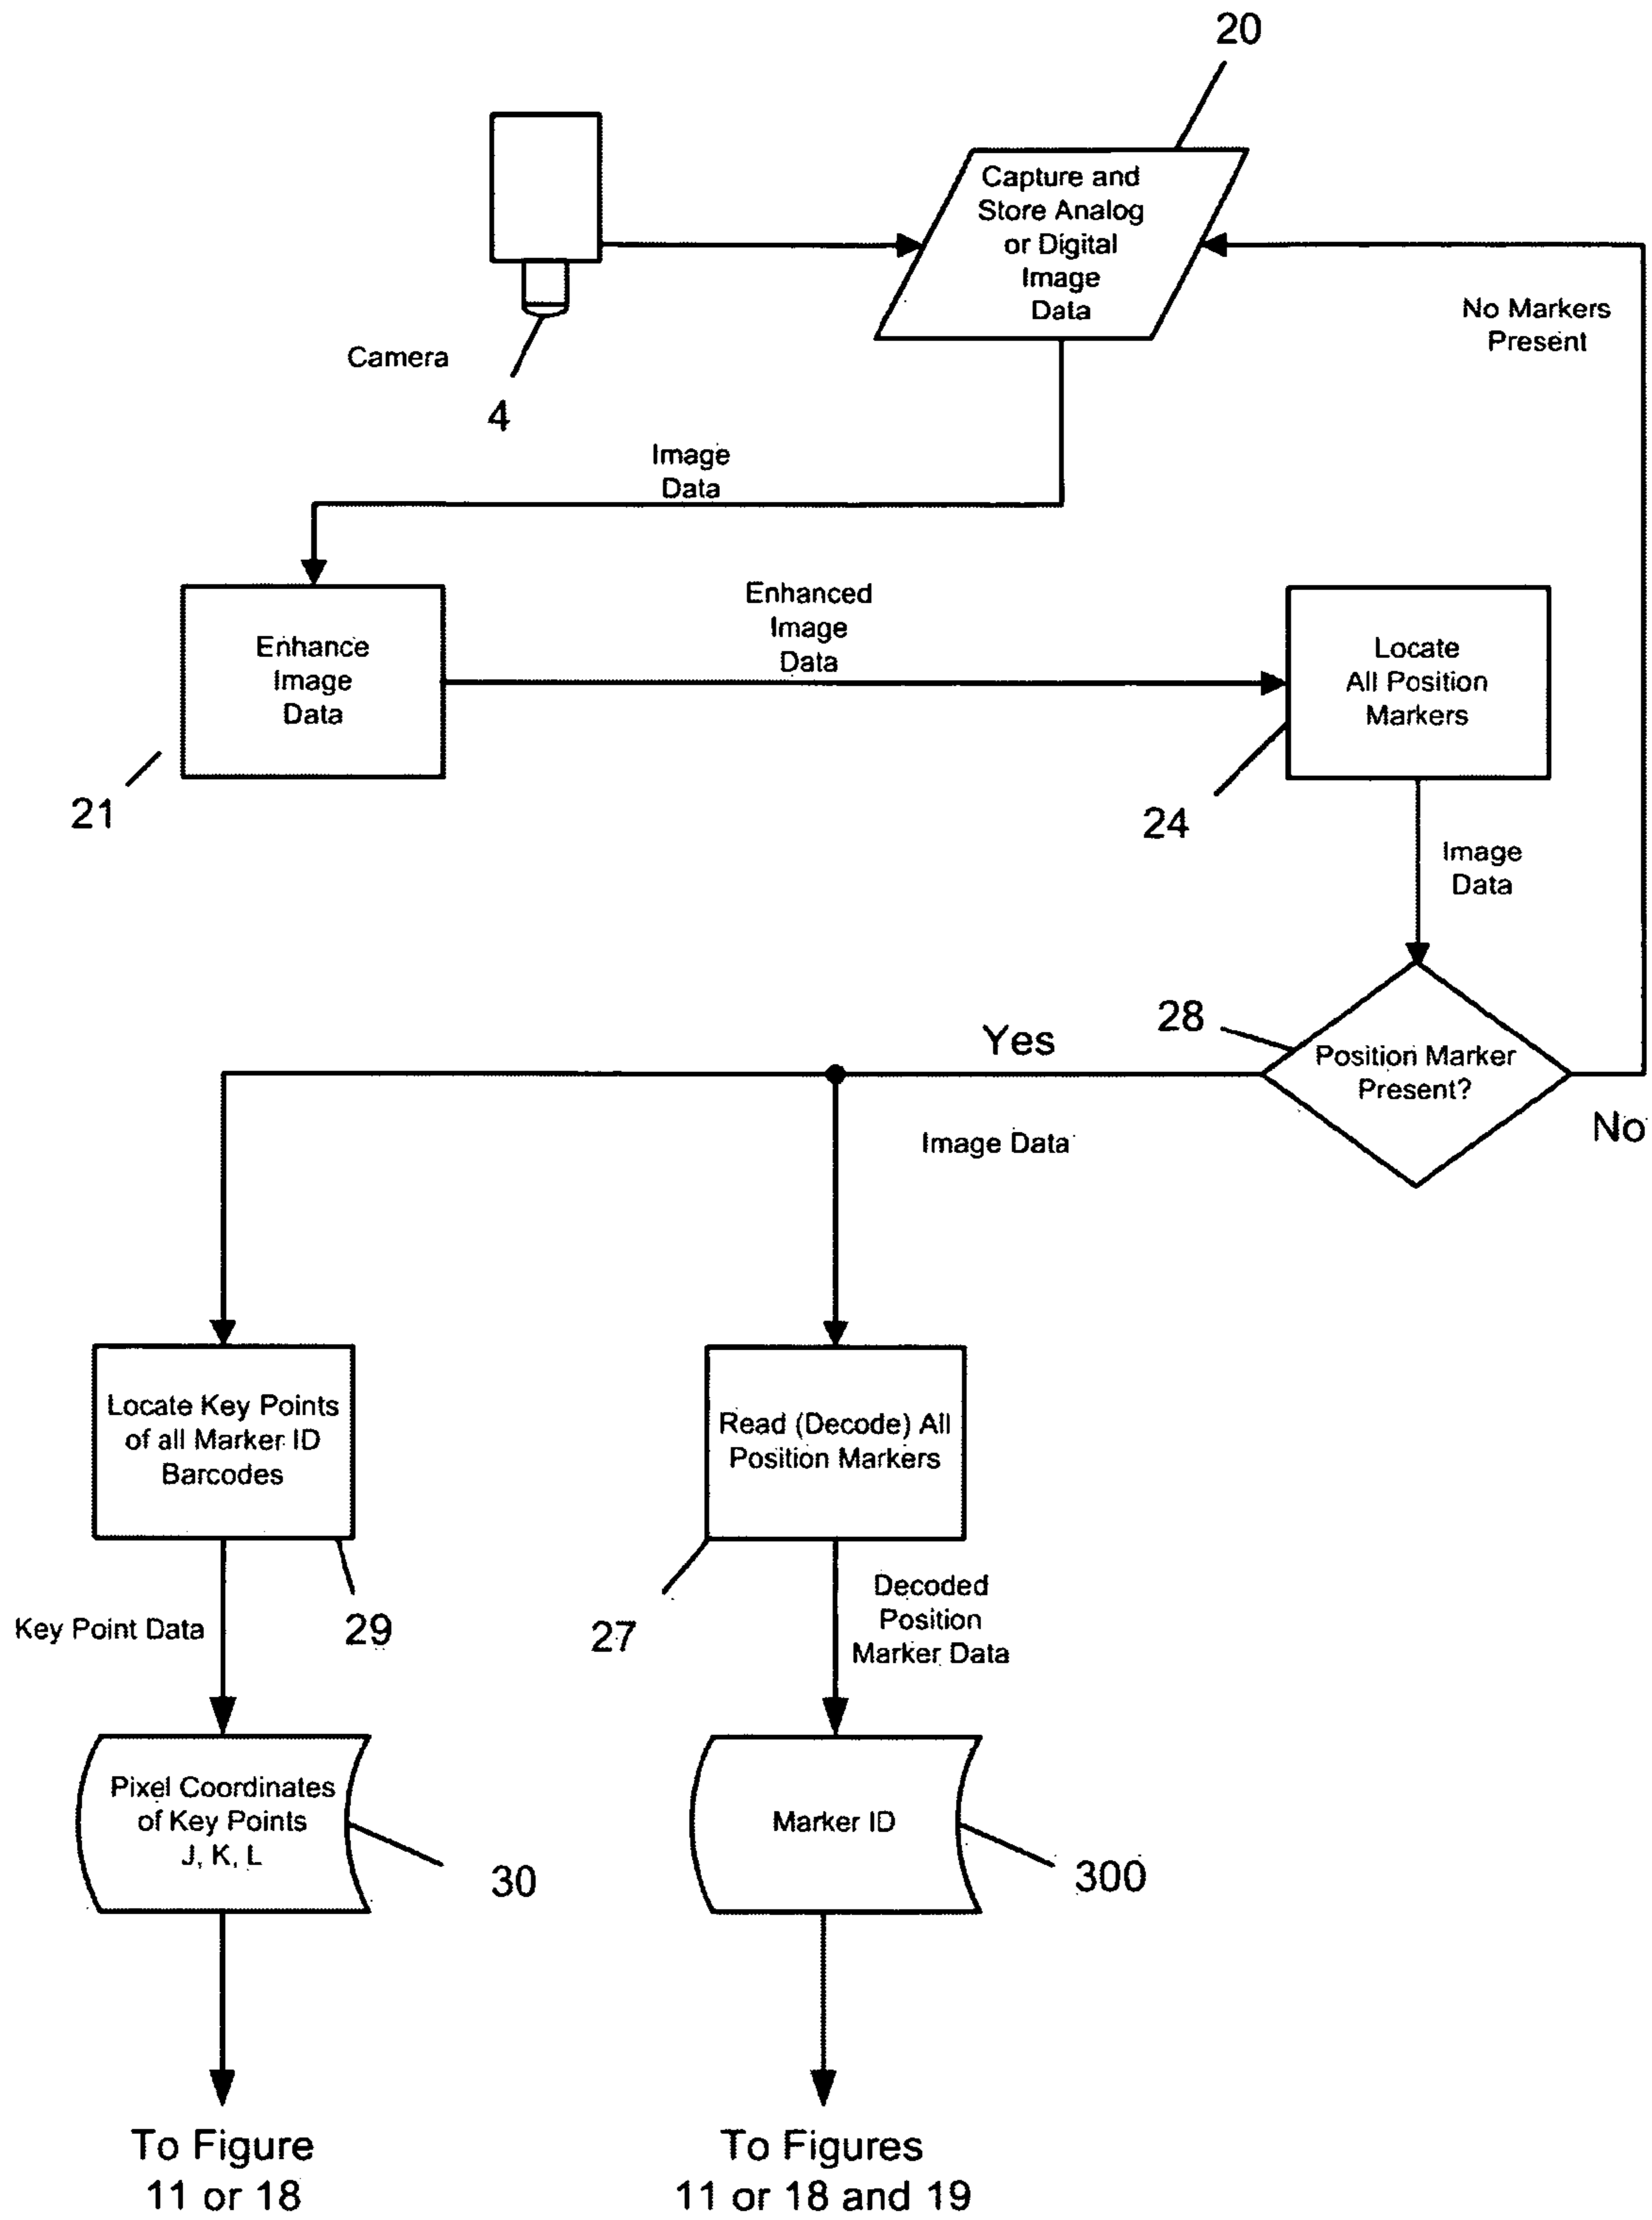 20
Capture and
Store Analog
or Digital
Image
Data
No Markers
Present
Camera
4
Image
Data
Enhanced
Image
Data
Enhance
Image
Data
Locate
All Position
Markers
21
24
Image
Data
28
Yes
Position Marker
Present?
No
Image Data
Locate Key Points
of all Marker ID
Barcodes
Read (Decode) All
Position Markers
Key Point Data
29
27
Decoded
Position
Marker Data
Pixel Coordinates
of Key Points
J, K, L
30
Marker ID
300
To Figure
11 or 18
To Figures
11 or 18 and 19